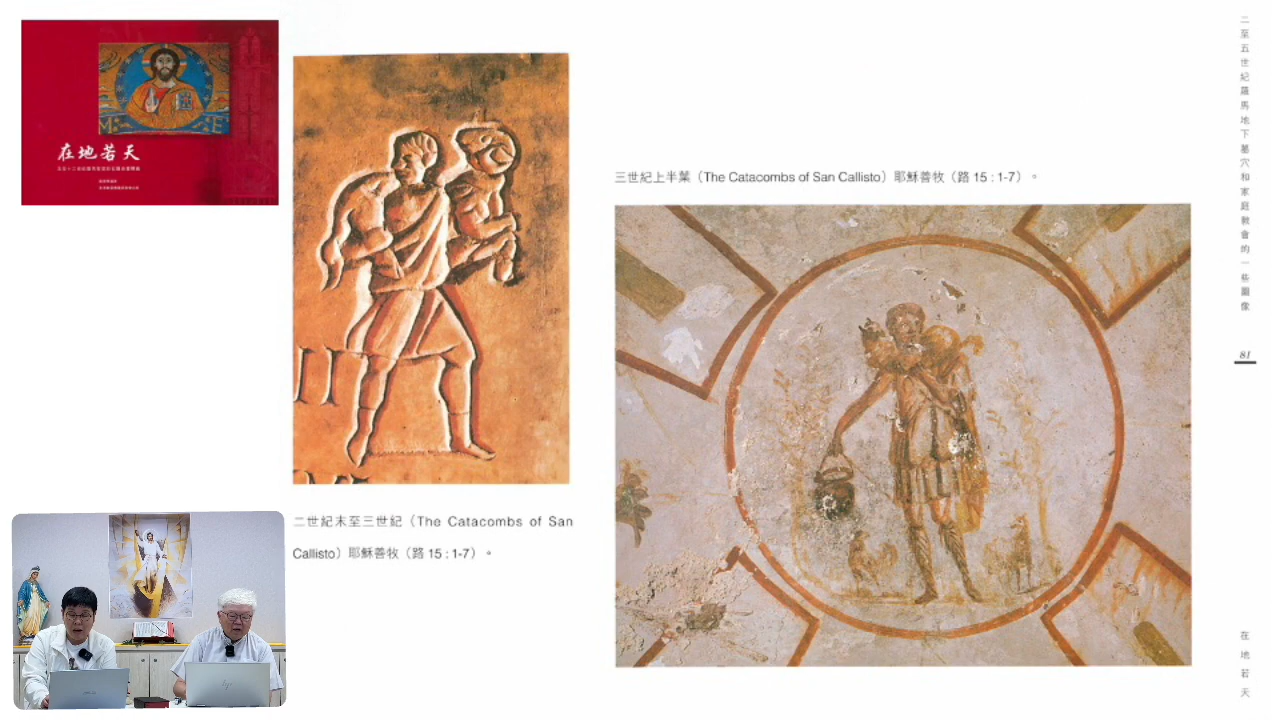 在地若天
三世紀上半葉（The Catacombs of San Callisto）耶穌善牧（路 15 : 1-7）。
二世紀末至三世紀（The Catacombs of San
Callisto）耶穌善牧（路 15 : 1-7）。
二至五世紀羅馬地下墓穴和家庭教會的一些圖像
81
在地若天